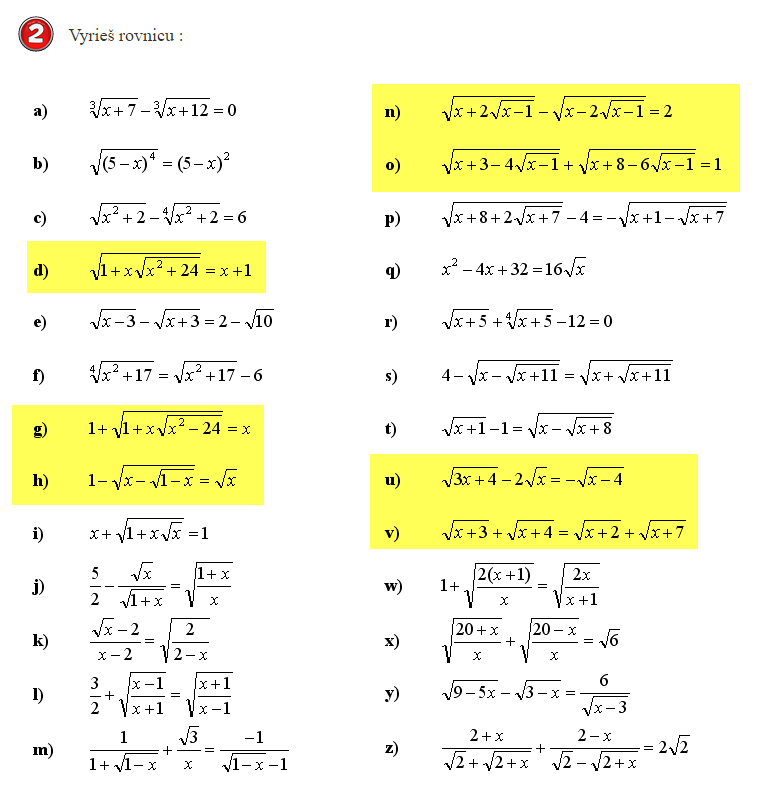 2 Vyrieš rovnicu :
a) ∛(x+7) − ∛(x+12) = 0
b) √((5−x)⁴) = (5−x)²
c) √(x²+2) − ∜(x²+2) = 6
d) √(1+x√(x²+24)) = x+1
e) √(x−3) − √(x+3) = 2 − √10
f) ∜(x²+17) = √(x²+17) − 6
g) 1+√(1+x√(x²−24)) = x
h) 1−√(x−√(1−x)) = √x
i) x+√(1+x√x) = 1
j) 5/2 − √x/√(1+x) = √((1+x)/x)
k) (√x−2)/(x−2) = √(2/(2−x))
l) 3/2 + √((x−1)/(x+1)) = √((x+1)/(x−1))
m) 1/(1+√(1−x)) + √3/x = −1/(√(1−x)−1)
n) √(x+2√(x−1)) − √(x−2√(x−1)) = 2
o) √(x+3−4√(x−1)) + √(x+8−6√(x−1)) = 1
p) √(x+8+2√(x+7)) − 4 = −√(x+1−√(x+7))
q) x²−4x+32 = 16√x
r) √(x+5) + ∜(x+5) − 12 = 0
s) 4−√(x−√(x+11)) = √(x+√(x+11))
t) √(x+1) − 1 = √(x−√(x+8))
u) √(3x+4) − 2√x = −√(x−4)
v) √(x+3) + √(x+4) = √(x+2) + √(x+7)
w) 1+√(2(x+1)/x) = √(2x/(x+1))
x) √((20+x)/x) + √((20−x)/x) = √6
y) √(9−5x) − √(3−x) = 6/√(x−3)
z) (2+x)/(√2+√(2+x)) + (2−x)/(√2−√(2+x)) = 2√2